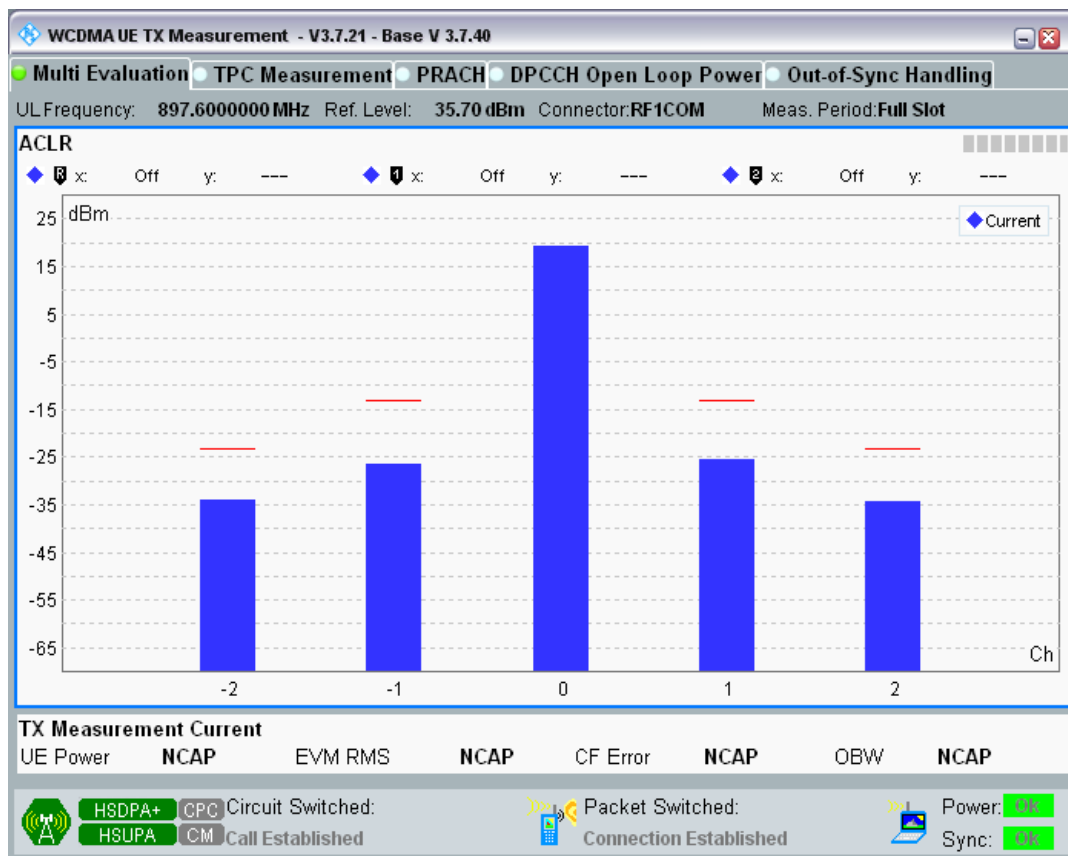 WCDMA UE TX Measurement - V3.7.21 - Base V 3.7.40
Multi Evaluation TPC Measurement PRACH DPCCH Open Loop Power Out-of-Sync Handling
UL Frequency: 897.6000000 MHz Ref. Level: 35.70 dBm Connector:RF1COM Meas. Period:Full Slot
ACLR
R x: Off y: --- 1 x: Off y: --- 2 x: Off y: ---
dBm
Current
25
15
5
-5
-15
-25
-35
-45
-55
-65
Ch
-2 -1 0 1 2
TX Measurement Current
UE Power NCAP EVM RMS NCAP CF Error NCAP OBW NCAP
HSDPA+ CPC Circuit Switched: Packet Switched: Power: OK
HSUPA CM Call Established Connection Established Sync: OK